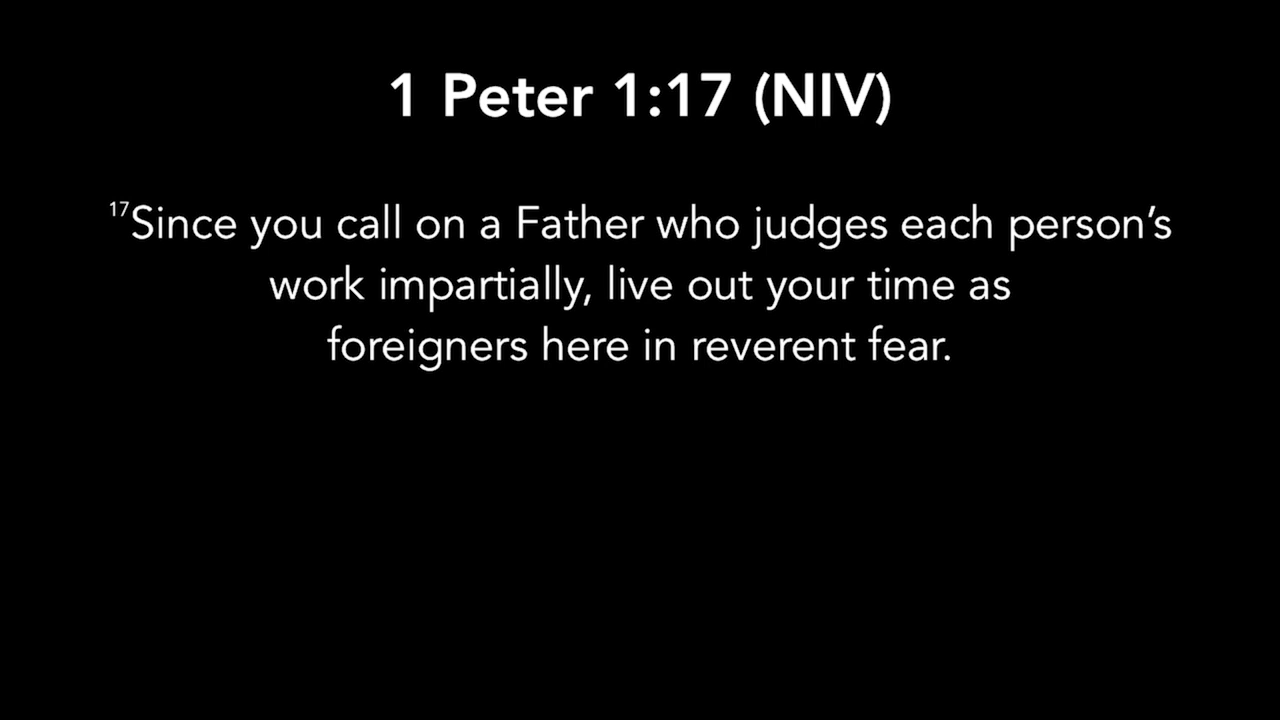 1 Peter 1:17 (NIV)
17Since you call on a Father who judges each person’s
work impartially, live out your time as
foreigners here in reverent fear.